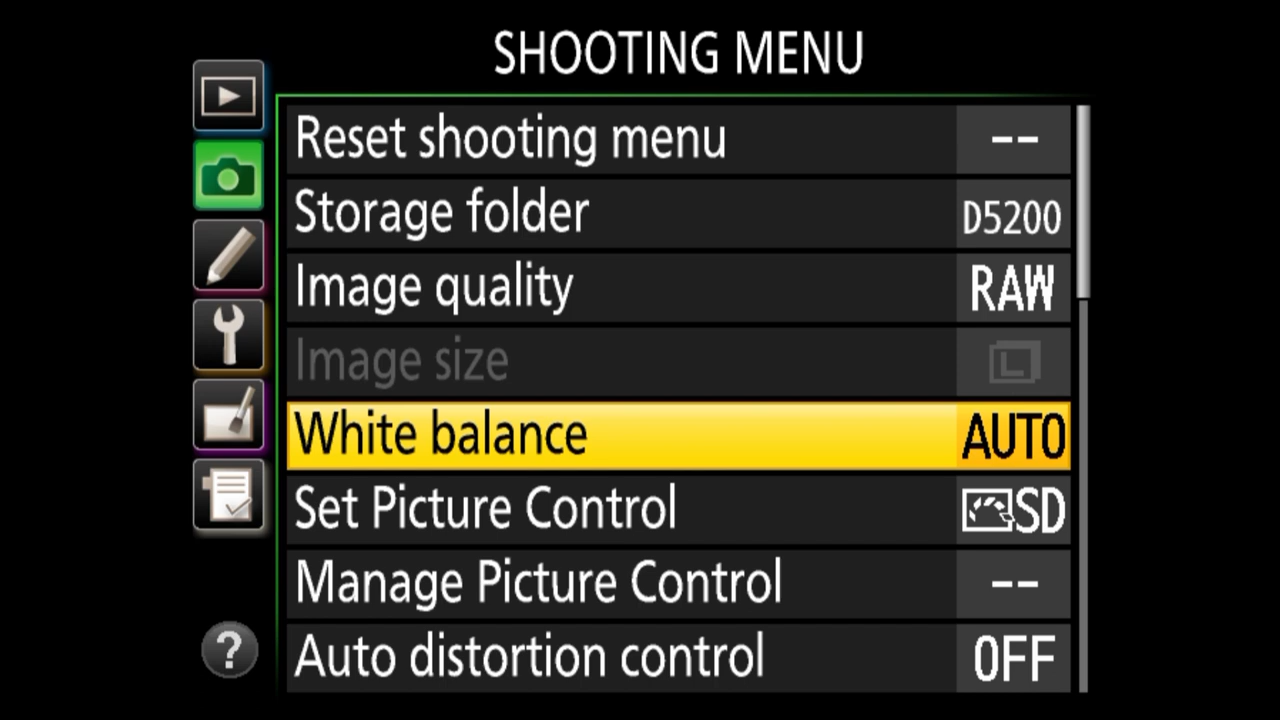 SHOOTING MENU
Reset shooting menu --
Storage folder D5200
Image quality RAW
Image size L
White balance AUTO
Set Picture Control SD
Manage Picture Control --
Auto distortion control OFF
?